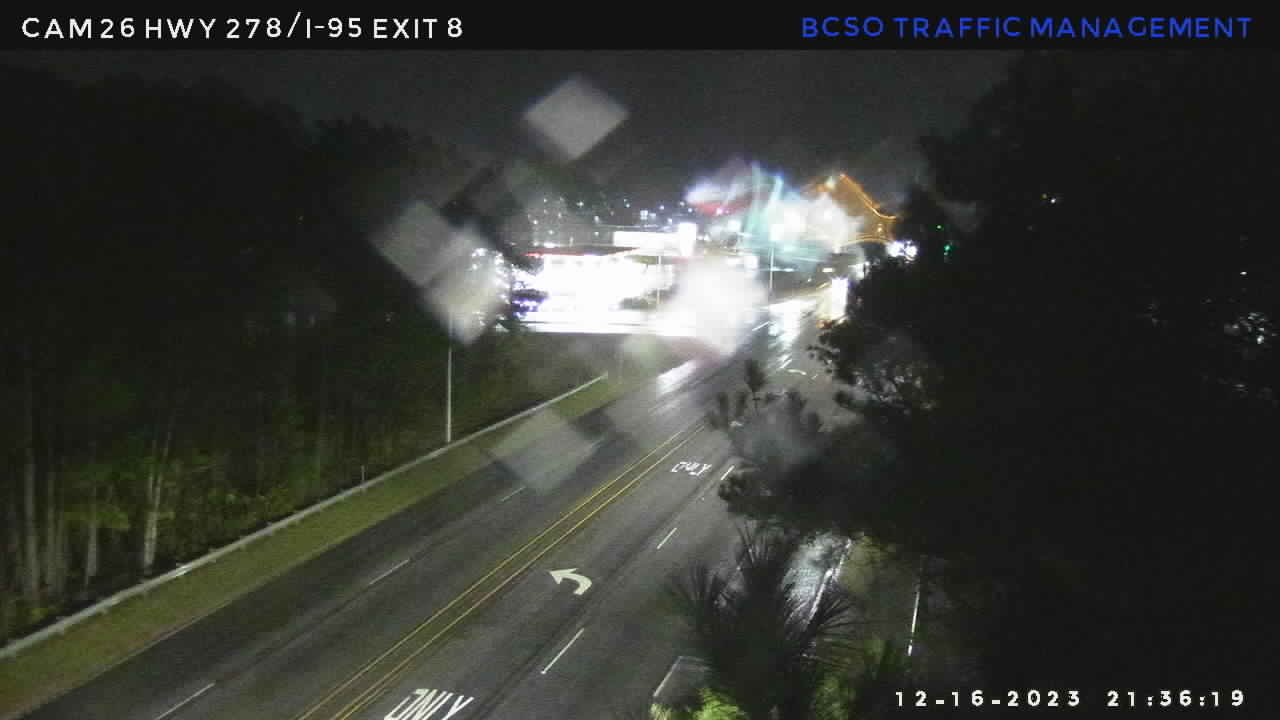 CAM26 HWY 278/I-95 EXIT 8
BCSO TRAFFIC MANAGEMENT
ONLY
ONLY
12-16-2023 21:36:19